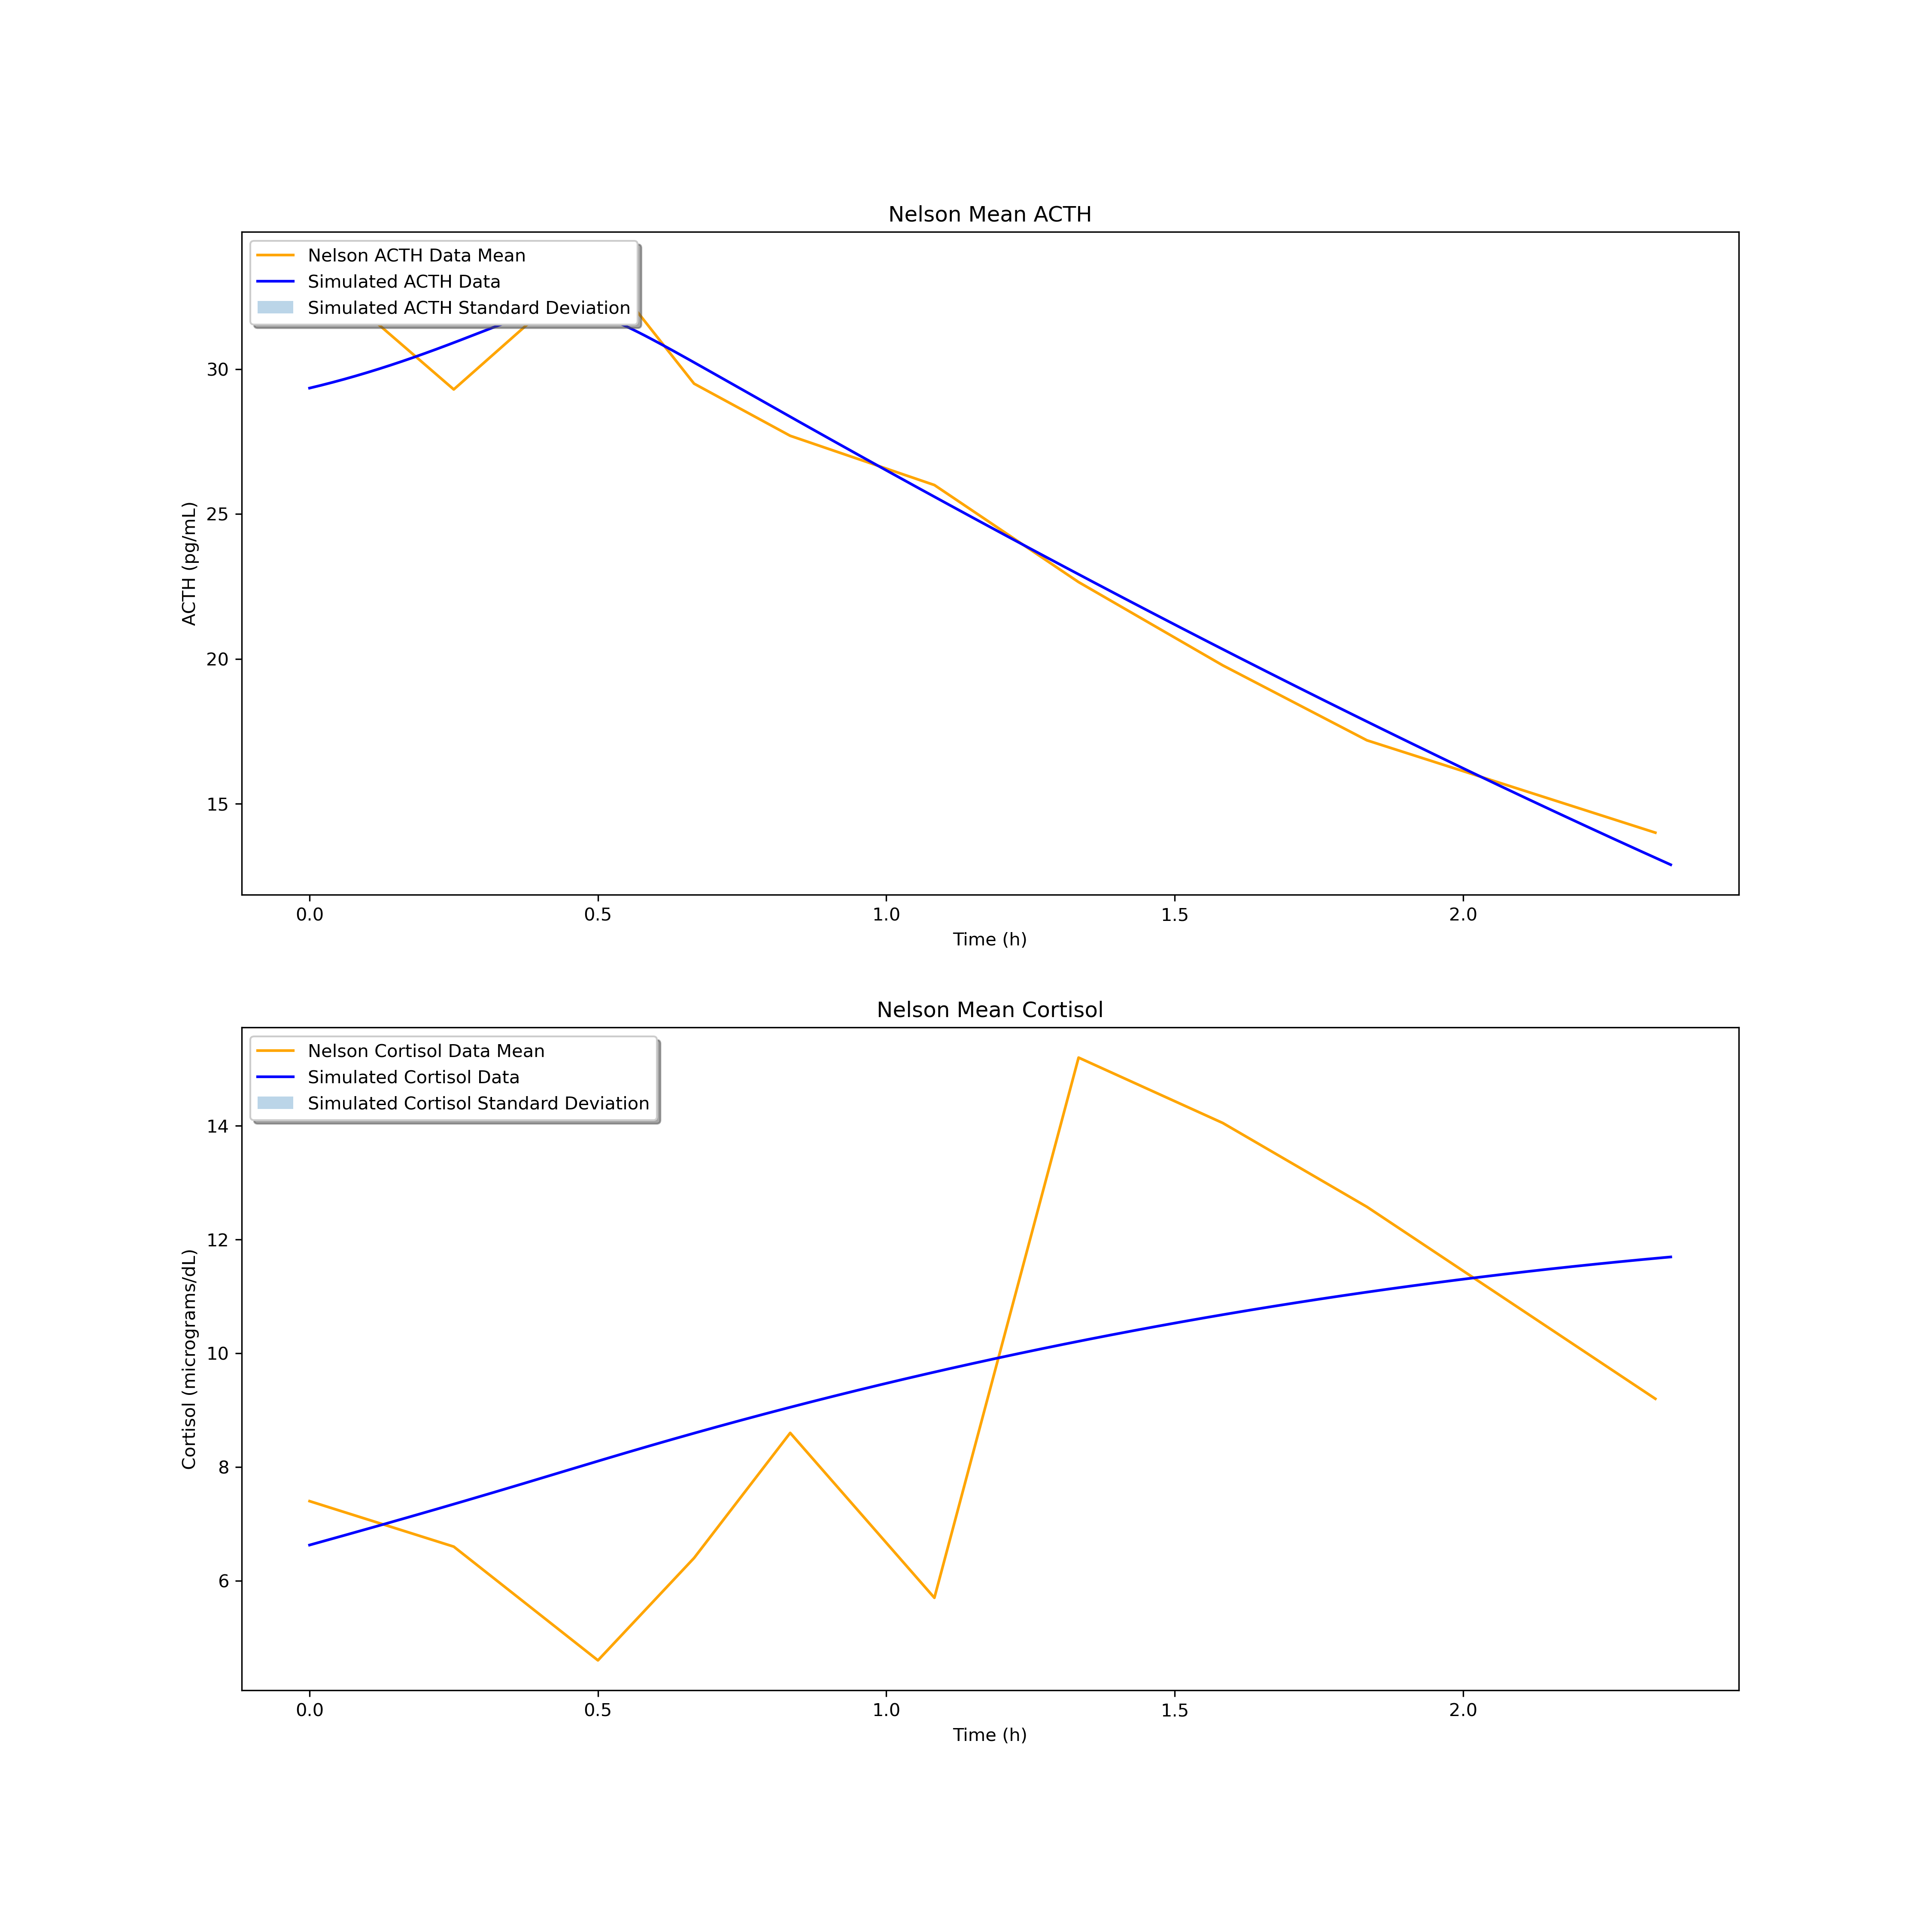 Nelson Mean ACTH
Nelson ACTH Data Mean
Simulated ACTH Data
Simulated ACTH Standard Deviation
ACTH (pg/mL)
30
25
20
15
0.0 0.5 1.0 1.5 2.0
Time (h)
Nelson Mean Cortisol
Nelson Cortisol Data Mean
Simulated Cortisol Data
Simulated Cortisol Standard Deviation
Cortisol (micrograms/dL)
14
12
10
8
6
0.0 0.5 1.0 1.5 2.0
Time (h)